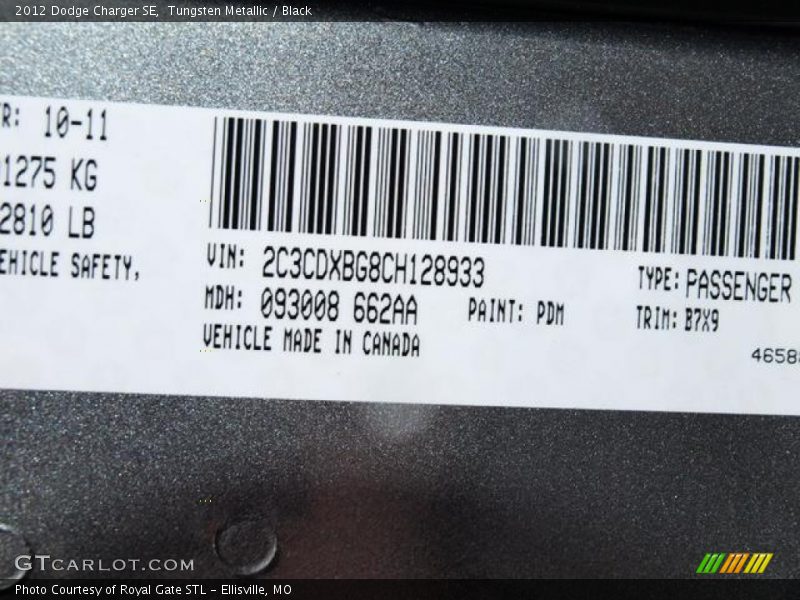 2012 Dodge Charger SE, Tungsten Metallic / Black
R: 10-11
1275 KG
2810 LB
EHICLE SAFETY,
VIN: 2C3CDXBG8CH128933
MDH: 093008 662AA
PAINT: PDM
VEHICLE MADE IN CANADA
TYPE: PASSENGER
TRIM: B7X9
4658
GTCARLOT.COM
Photo Courtesy of Royal Gate STL – Ellisville, MO